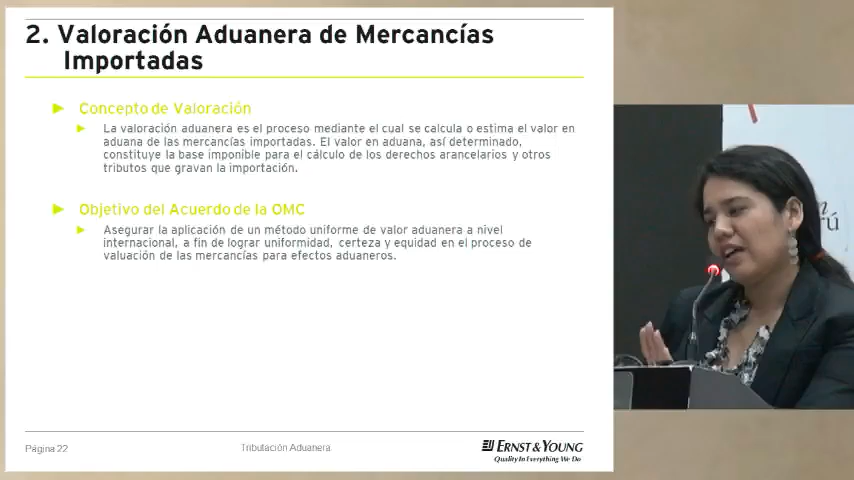 2. Valoración Aduanera de Mercancías
Importadas
Concepto de Valoración
La valoración aduanera es el proceso mediante el cual se calcula o estima el valor en
aduana de las mercancías importadas. El valor en aduana, así determinado,
constituye la base imponible para el cálculo de los derechos arancelarios y otros
tributos que gravan la importación.
Objetivo del Acuerdo de la OMC
Asegurar la aplicación de un método uniforme de valor aduanero a nivel
internacional, a fin de lograr uniformidad, certeza y equidad en el proceso de
valuación de las mercancías para efectos aduaneros.
Página 22
Tributación Aduanera
ERNST & YOUNG
Quality In Everything We Do